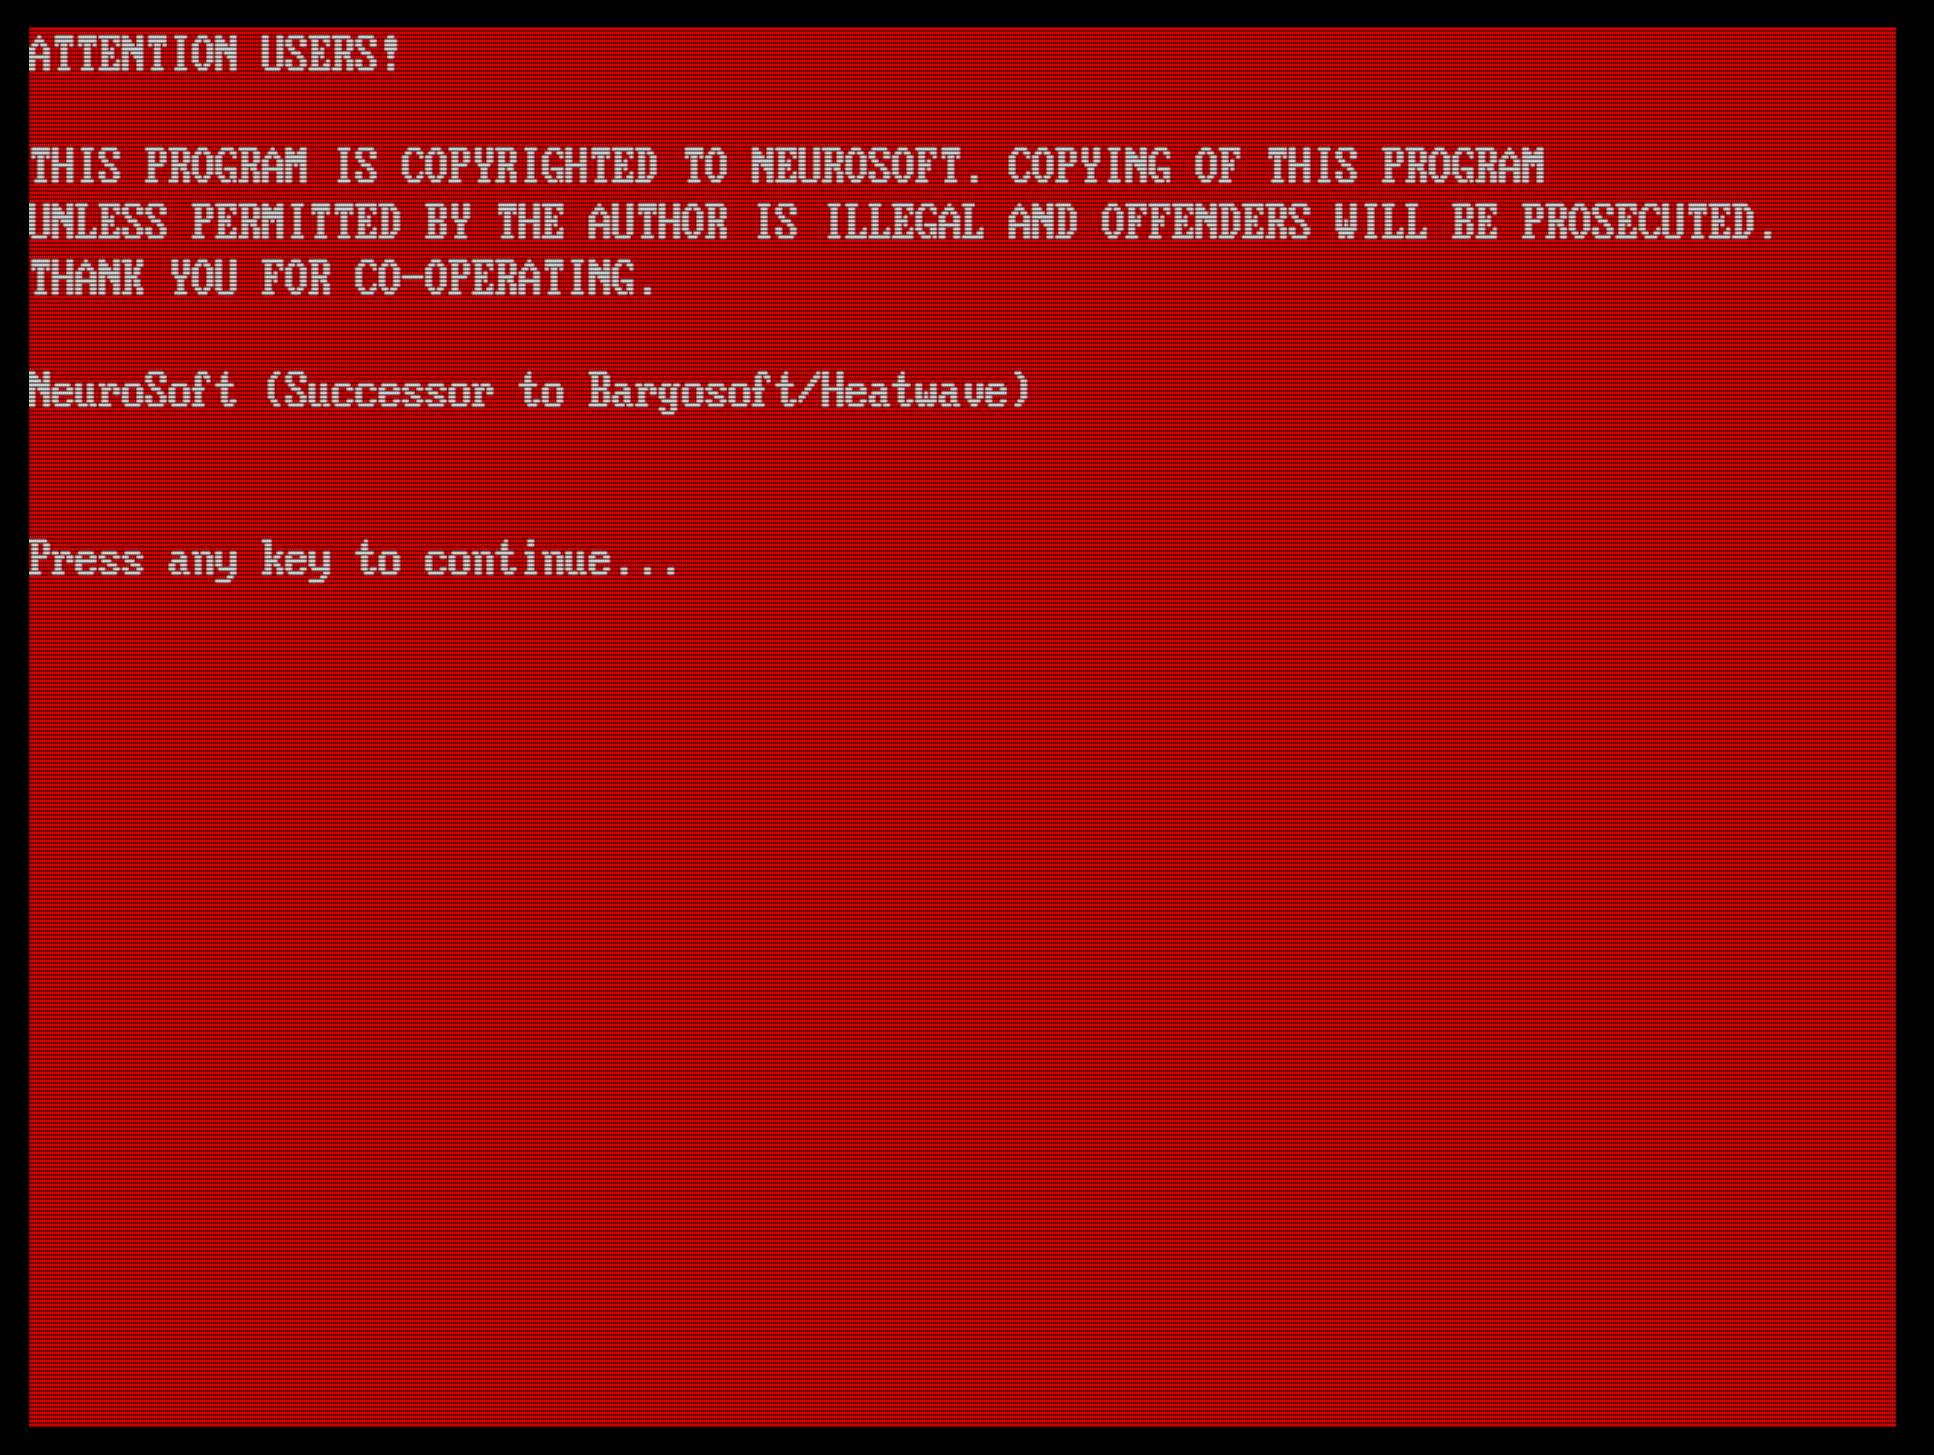 ATTENTION USERS!
THIS PROGRAM IS COPYRIGHTED TO NEUROSOFT. COPYING OF THIS PROGRAM
UNLESS PERMITTED BY THE AUTHOR IS ILLEGAL AND OFFENDERS WILL BE PROSECUTED.
THANK YOU FOR CO-OPERATING.
NeuroSoft (Successor to Bargosoft/Heatwave)
Press any key to continue...